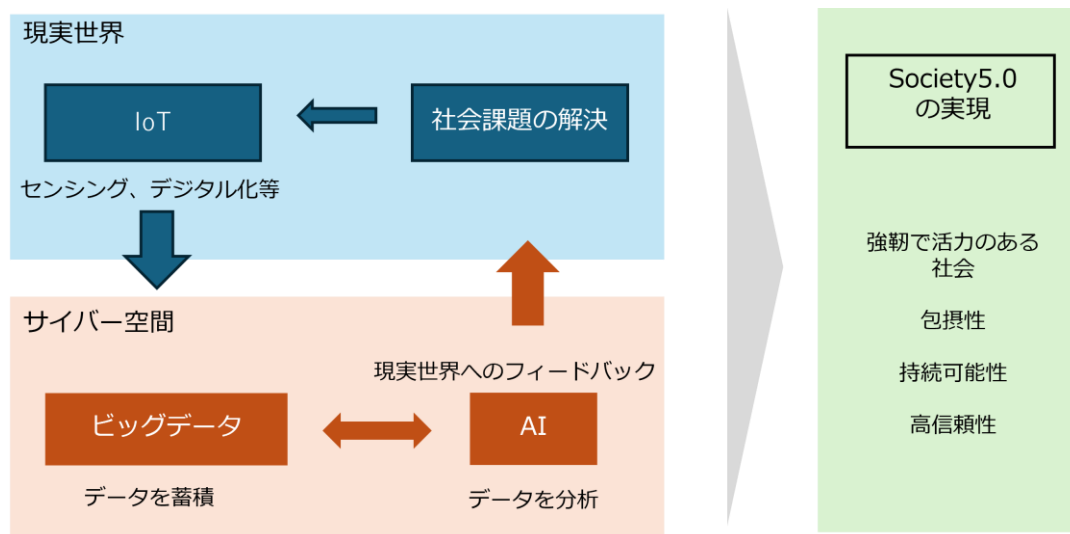 現実世界
IoT
社会課題の解決
センシング、デジタル化等
サイバー空間
現実世界へのフィードバック
ビッグデータ
AI
データを蓄積
データを分析
Society5.0
の実現
強靭で活力のある
社会
包摂性
持続可能性
高信頼性